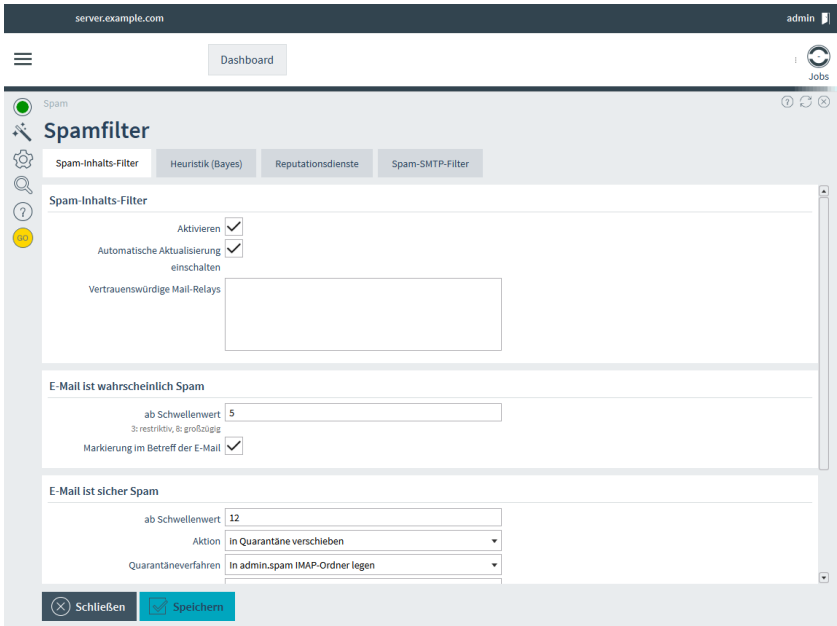 server.example.com
admin
Dashboard
Jobs
Spam
Spamfilter
Spam-Inhalts-Filter
Heuristik (Bayes)
Reputationsdienste
Spam-SMTP-Filter
GO
Spam-Inhalts-Filter
Aktivieren
Automatische Aktualisierung
einschalten
Vertrauenswürdige Mail-Relays
E-Mail ist wahrscheinlich Spam
ab Schwellenwert 5
3: restriktiv, 8: großzügig
Markierung im Betreff der E-Mail
E-Mail ist sicher Spam
ab Schwellenwert 12
Aktion in Quarantäne verschieben
Quarantäneverfahren In admin.spam IMAP-Ordner legen
Schließen
Speichern